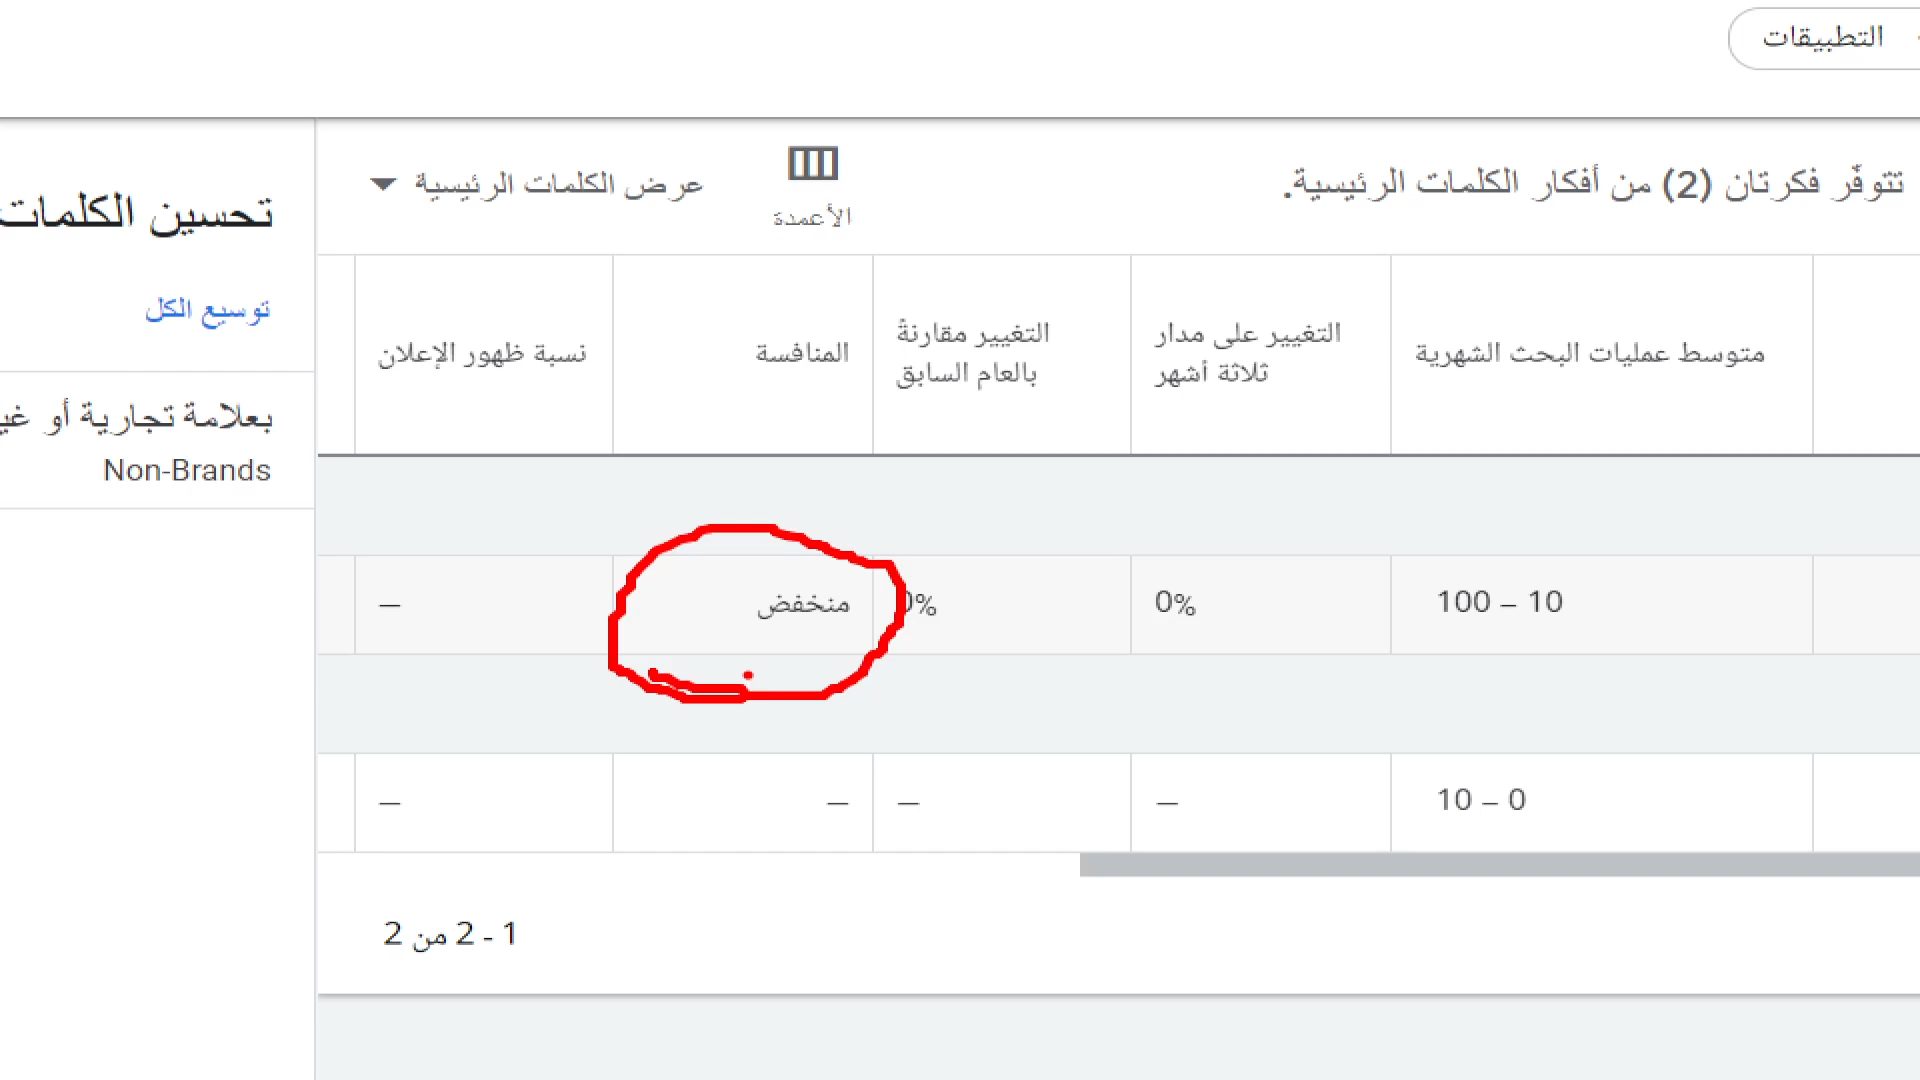 التطبيقات
تتوفّر فكرتان (2) من أفكار الكلمات الرئيسية.
الأعمدة
عرض الكلمات الرئيسية
متوسط عمليات البحث الشهرية
التغيير على مدار ثلاثة أشهر
التغيير مقارنةً بالعام السابق
المنافسة
نسبة ظهور الإعلان
10 – 100
0%
0%
منخفض
—
0 – 10
—
—
—
—
1 - 2 من 2
تحسين الكلمات
توسيع الكل
بعلامة تجارية أو
Non-Brands